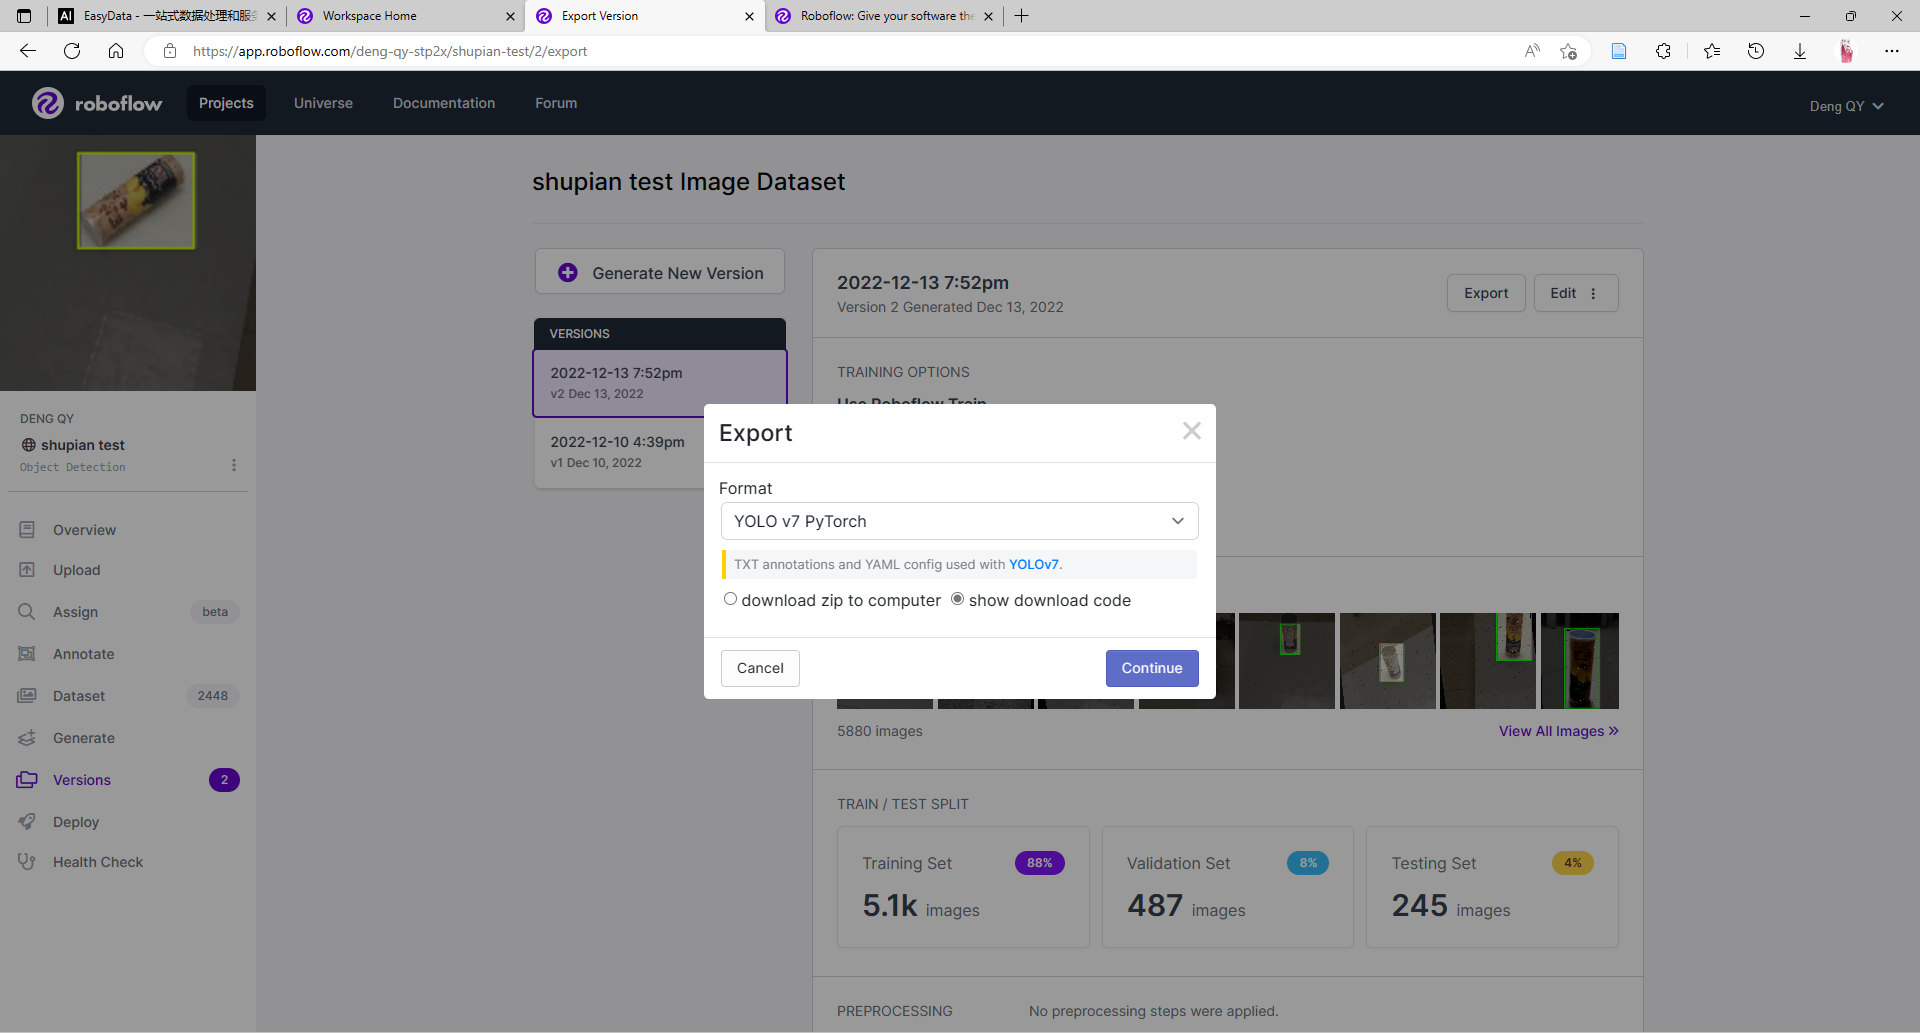 EasyData - 一站式数据处理和服
Workspace Home
Export Version
Roboflow: Give your software the
https://app.roboflow.com/deng-qy-stp2x/shupian-test/2/export
roboflow
Projects
Universe
Documentation
Forum
Deng QY
shupian test Image Dataset
Generate New Version
VERSIONS
2022-12-13 7:52pm
v2 Dec 13, 2022
2022-12-10 4:39pm
v1 Dec 10, 2022
2022-12-13 7:52pm
Version 2 Generated Dec 13, 2022
Export
Edit
TRAINING OPTIONS
Use Roboflow Train
DENG QY
shupian test
Object Detection
Overview
Upload
Assign
beta
Annotate
Dataset
2448
Generate
Versions
2
Deploy
Health Check
Export
Format
YOLO v7 PyTorch
TXT annotations and YAML config used with YOLOv7.
download zip to computer
show download code
Cancel
Continue
5880 images
View All Images »
TRAIN / TEST SPLIT
Training Set
88%
5.1k images
Validation Set
8%
487 images
Testing Set
4%
245 images
PREPROCESSING
No preprocessing steps were applied.